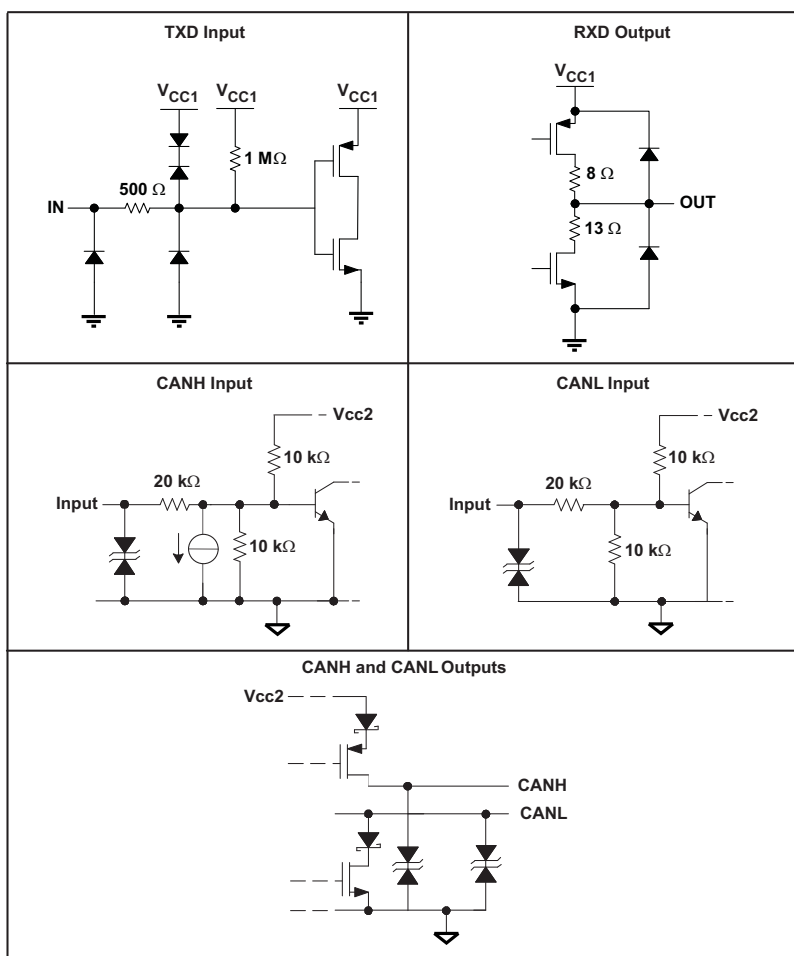 TXD Input
RXD Output
VCC1
VCC1
VCC1
1 MΩ
500 Ω
IN
VCC1
8 Ω
OUT
13 Ω
CANH Input
CANL Input
Vcc2
10 kΩ
20 kΩ
Input
10 kΩ
Vcc2
10 kΩ
20 kΩ
Input
10 kΩ
CANH and CANL Outputs
Vcc2
CANH
CANL